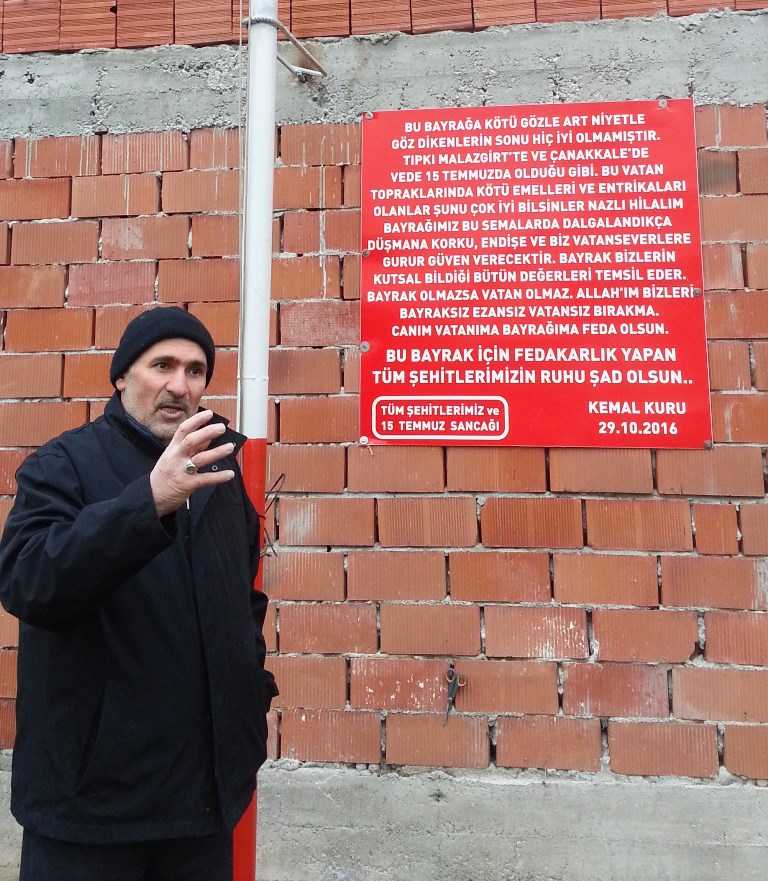 BU BAYRAĞA KÖTÜ GÖZLE ART NİYETLE
GÖZ DİKENLERİN SONU HİÇ İYİ OLMAMIŞTIR.
TIPKI MALAZGİRT'TE VE ÇANAKKALE'DE
VEDE 15 TEMMUZDA OLDUĞU GİBİ. BU VATAN
TOPRAKLARINDA KÖTÜ EMELLERİ VE ENTRİKALARI
OLANLAR ŞUNU ÇOK İYİ BİLSİNLER NAZLI HİLALIM
BAYRAĞIMIZ BU SEMALARDA DALGALANDIKÇA
DÜŞMANA KORKU, ENDİŞE VE BİZ VATANSEVERLERE
GURUR GÜVEN VERECEKTİR. BAYRAK BİZLERİN
KUTSAL BİLDİĞİ BÜTÜN DEĞERLERİ TEMSİL EDER.
BAYRAK OLMAZSA VATAN OLMAZ. ALLAH'IM BİZLERİ
BAYRAKSIZ EZANSIZ VATANSIZ BIRAKMA.
CANIM VATANIMA BAYRAĞIMA FEDA OLSUN.
BU BAYRAK İÇİN FEDAKARLIK YAPAN
TÜM ŞEHİTLERİMİZİN RUHU ŞAD OLSUN..
TÜM ŞEHİTLERİMİZ ve
15 TEMMUZ SANCAĞI
KEMAL KURU
29.10.2016